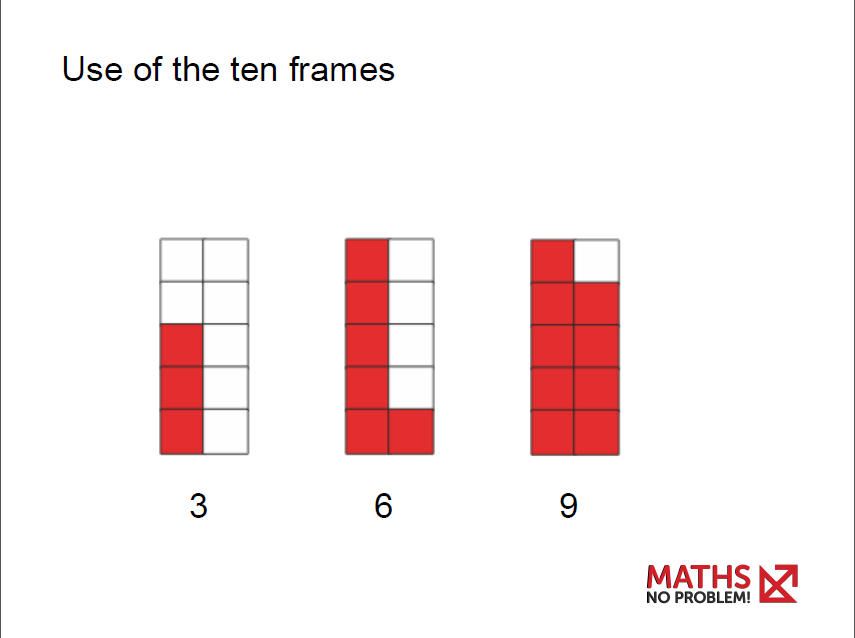 Use of the ten frames
3 6 9
MATHS
NO PROBLEM!